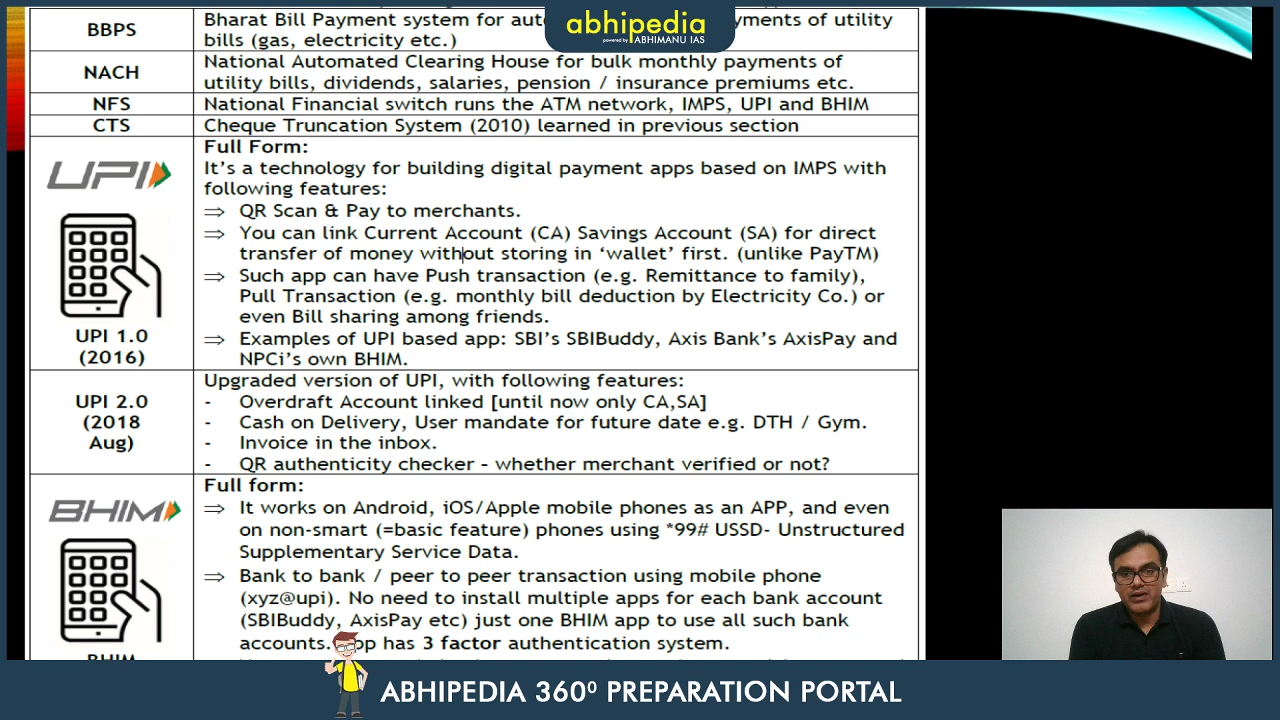 abhipedia
powered by ABHIMANU IAS
BBPS
Bharat Bill Payment system for yments of utility
bills (gas, electricity etc.)
NACH
National Automated Clearing House for bulk monthly payments of
utility bills, dividends, salaries, pension / insurance premiums etc.
NFS
National Financial switch runs the ATM network, IMPS, UPI and BHIM
CTS
Cheque Truncation System (2010) learned in previous section
UPI
UPI 1.0
(2016)
Full Form:
It's a technology for building digital payment apps based on IMPS with
following features:
⇒ QR Scan & Pay to merchants.
⇒ You can link Current Account (CA) Savings Account (SA) for direct
transfer of money without storing in ‘wallet’ first. (unlike PayTM)
⇒ Such app can have Push transaction (e.g. Remittance to family),
Pull Transaction (e.g. monthly bill deduction by Electricity Co.) or
even Bill sharing among friends.
⇒ Examples of UPI based app: SBI's SBIBuddy, Axis Bank's AxisPay and
NPCi's own BHIM.
UPI 2.0
(2018
Aug)
Upgraded version of UPI, with following features:
- Overdraft Account linked [until now only CA,SA]
- Cash on Delivery, User mandate for future date e.g. DTH / Gym.
- Invoice in the inbox.
- QR authenticity checker – whether merchant verified or not?
BHIM
BHIM
Full form:
⇒ It works on Android, iOS/Apple mobile phones as an APP, and even
on non-smart (=basic feature) phones using *99# USSD- Unstructured
Supplementary Service Data.
⇒ Bank to bank / peer to peer transaction using mobile phone
(xyz@upi). No need to install multiple apps for each bank account
(SBIBuddy, AxisPay etc) just one BHIM app to use all such bank
accounts. has 3 factor authentication system.
ABHIPEDIA 360⁰ PREPARATION PORTAL